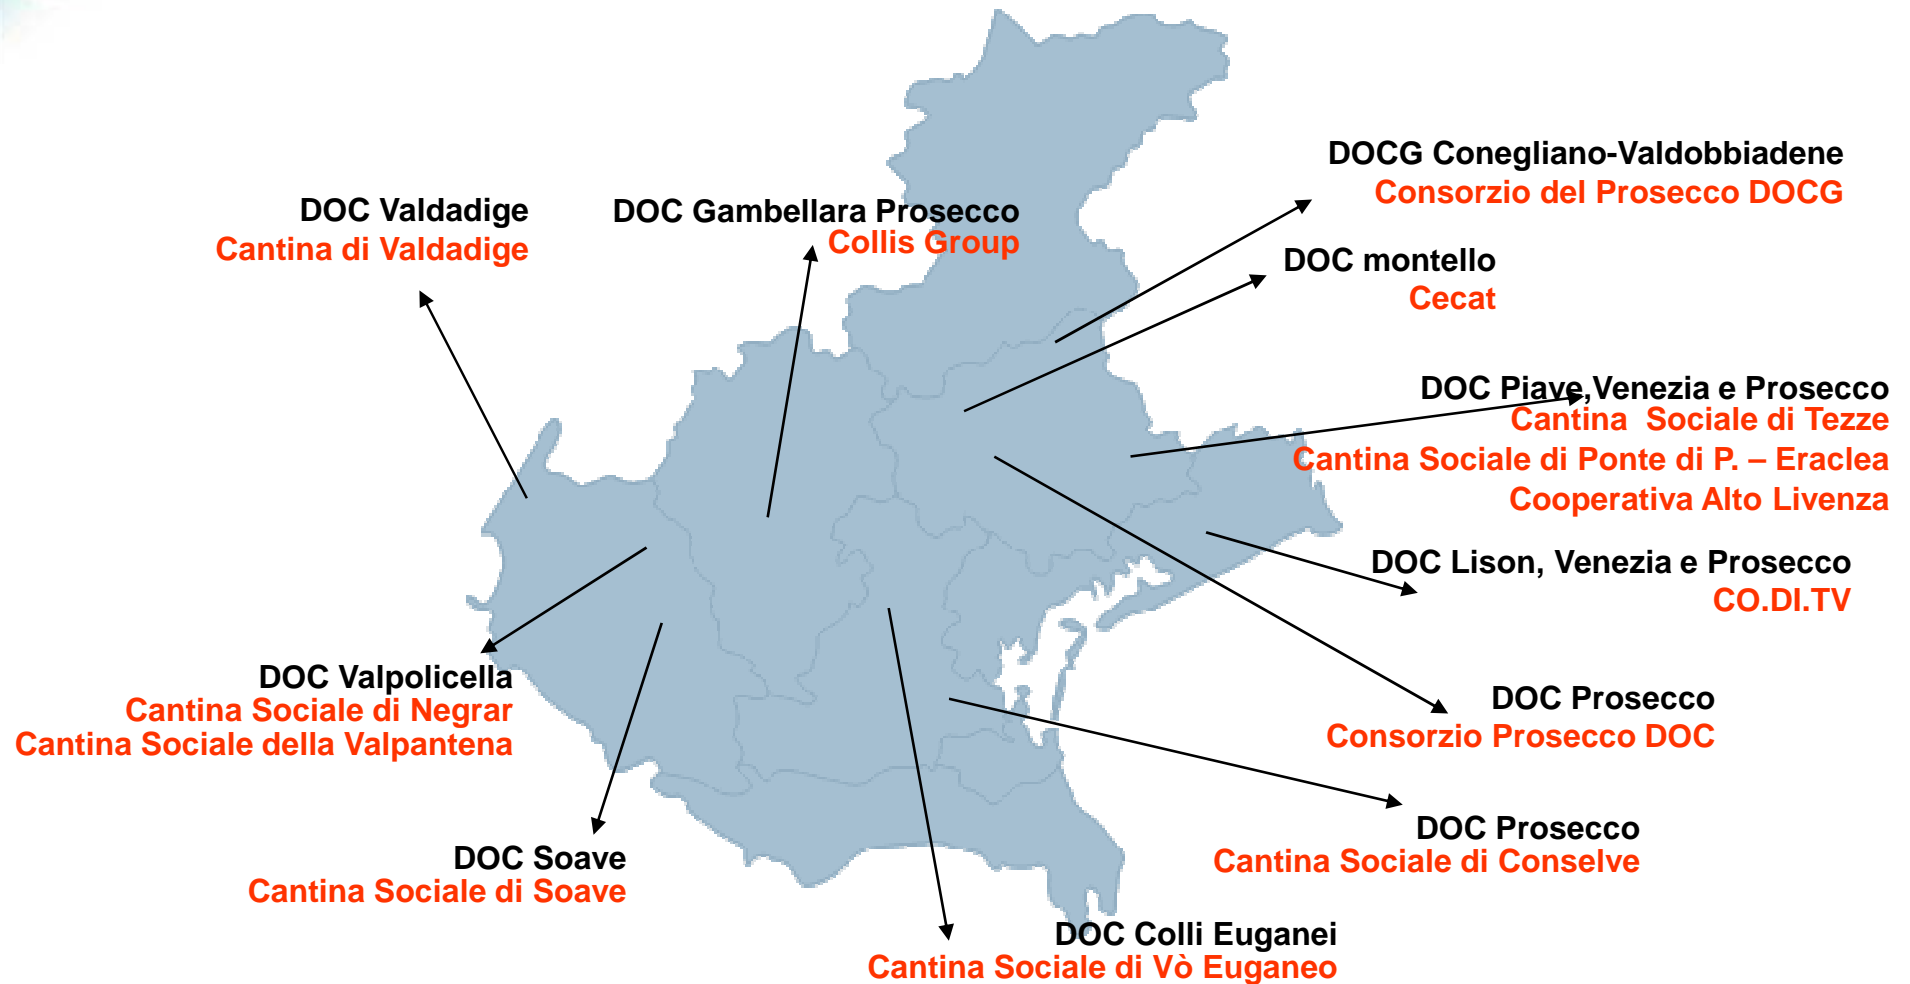 DOCG Conegliano-Valdobbiadene
Consorzio del Prosecco DOCG
DOC Valdadige
Cantina di Valdadige
DOC Gambellara Prosecco
Collis Group
DOC montello
Cecat
DOC Piave,Venezia e Prosecco
Cantina Sociale di Tezze
Cantina Sociale di Ponte di P. – Eraclea
Cooperativa Alto Livenza
DOC Lison, Venezia e Prosecco
CO.DI.TV
DOC Valpolicella
Cantina Sociale di Negrar
Cantina Sociale della Valpantena
DOC Prosecco
Consorzio Prosecco DOC
DOC Soave
Cantina Sociale di Soave
DOC Prosecco
Cantina Sociale di Conselve
DOC Colli Euganei
Cantina Sociale di Vò Euganeo